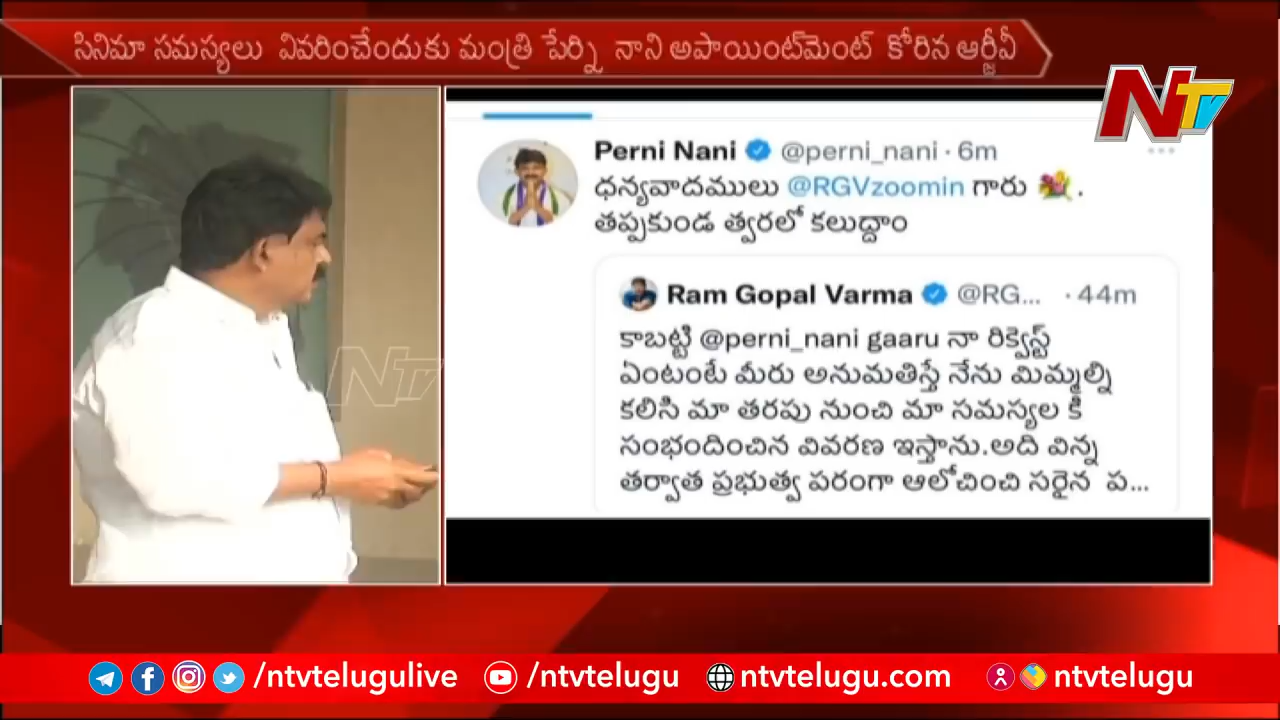 సినిమా సమస్యలు వివరించేందుకు మంత్రి పేర్ని నాని అపాయింట్‌మెంట్ కోరిన ఆర్జీవీ
NTV
Perni Nani @perni_nani · 6m
ధన్యవాదములు @RGVzoomin గారు 💐.
తప్పకుండ త్వరలో కలుద్దాం
Ram Gopal Varma @RG... · 44m
కాబట్టి @perni_nani gaaru నా రిక్వెస్ట్
ఏంటంటే మీరు అనుమతిస్తే నేను మిమ్మల్ని
కలిసి మా తరపు నుంచి మా సమస్యల కి
సంభందించిన వివరణ ఇస్తాను.అది విన్న
తర్వాత ప్రభుత్వ పరంగా ఆలోచించి సరైన ప...
NTV
/ntvtelugulive /ntvtelugu ntvtelugu.com ntvtelugu